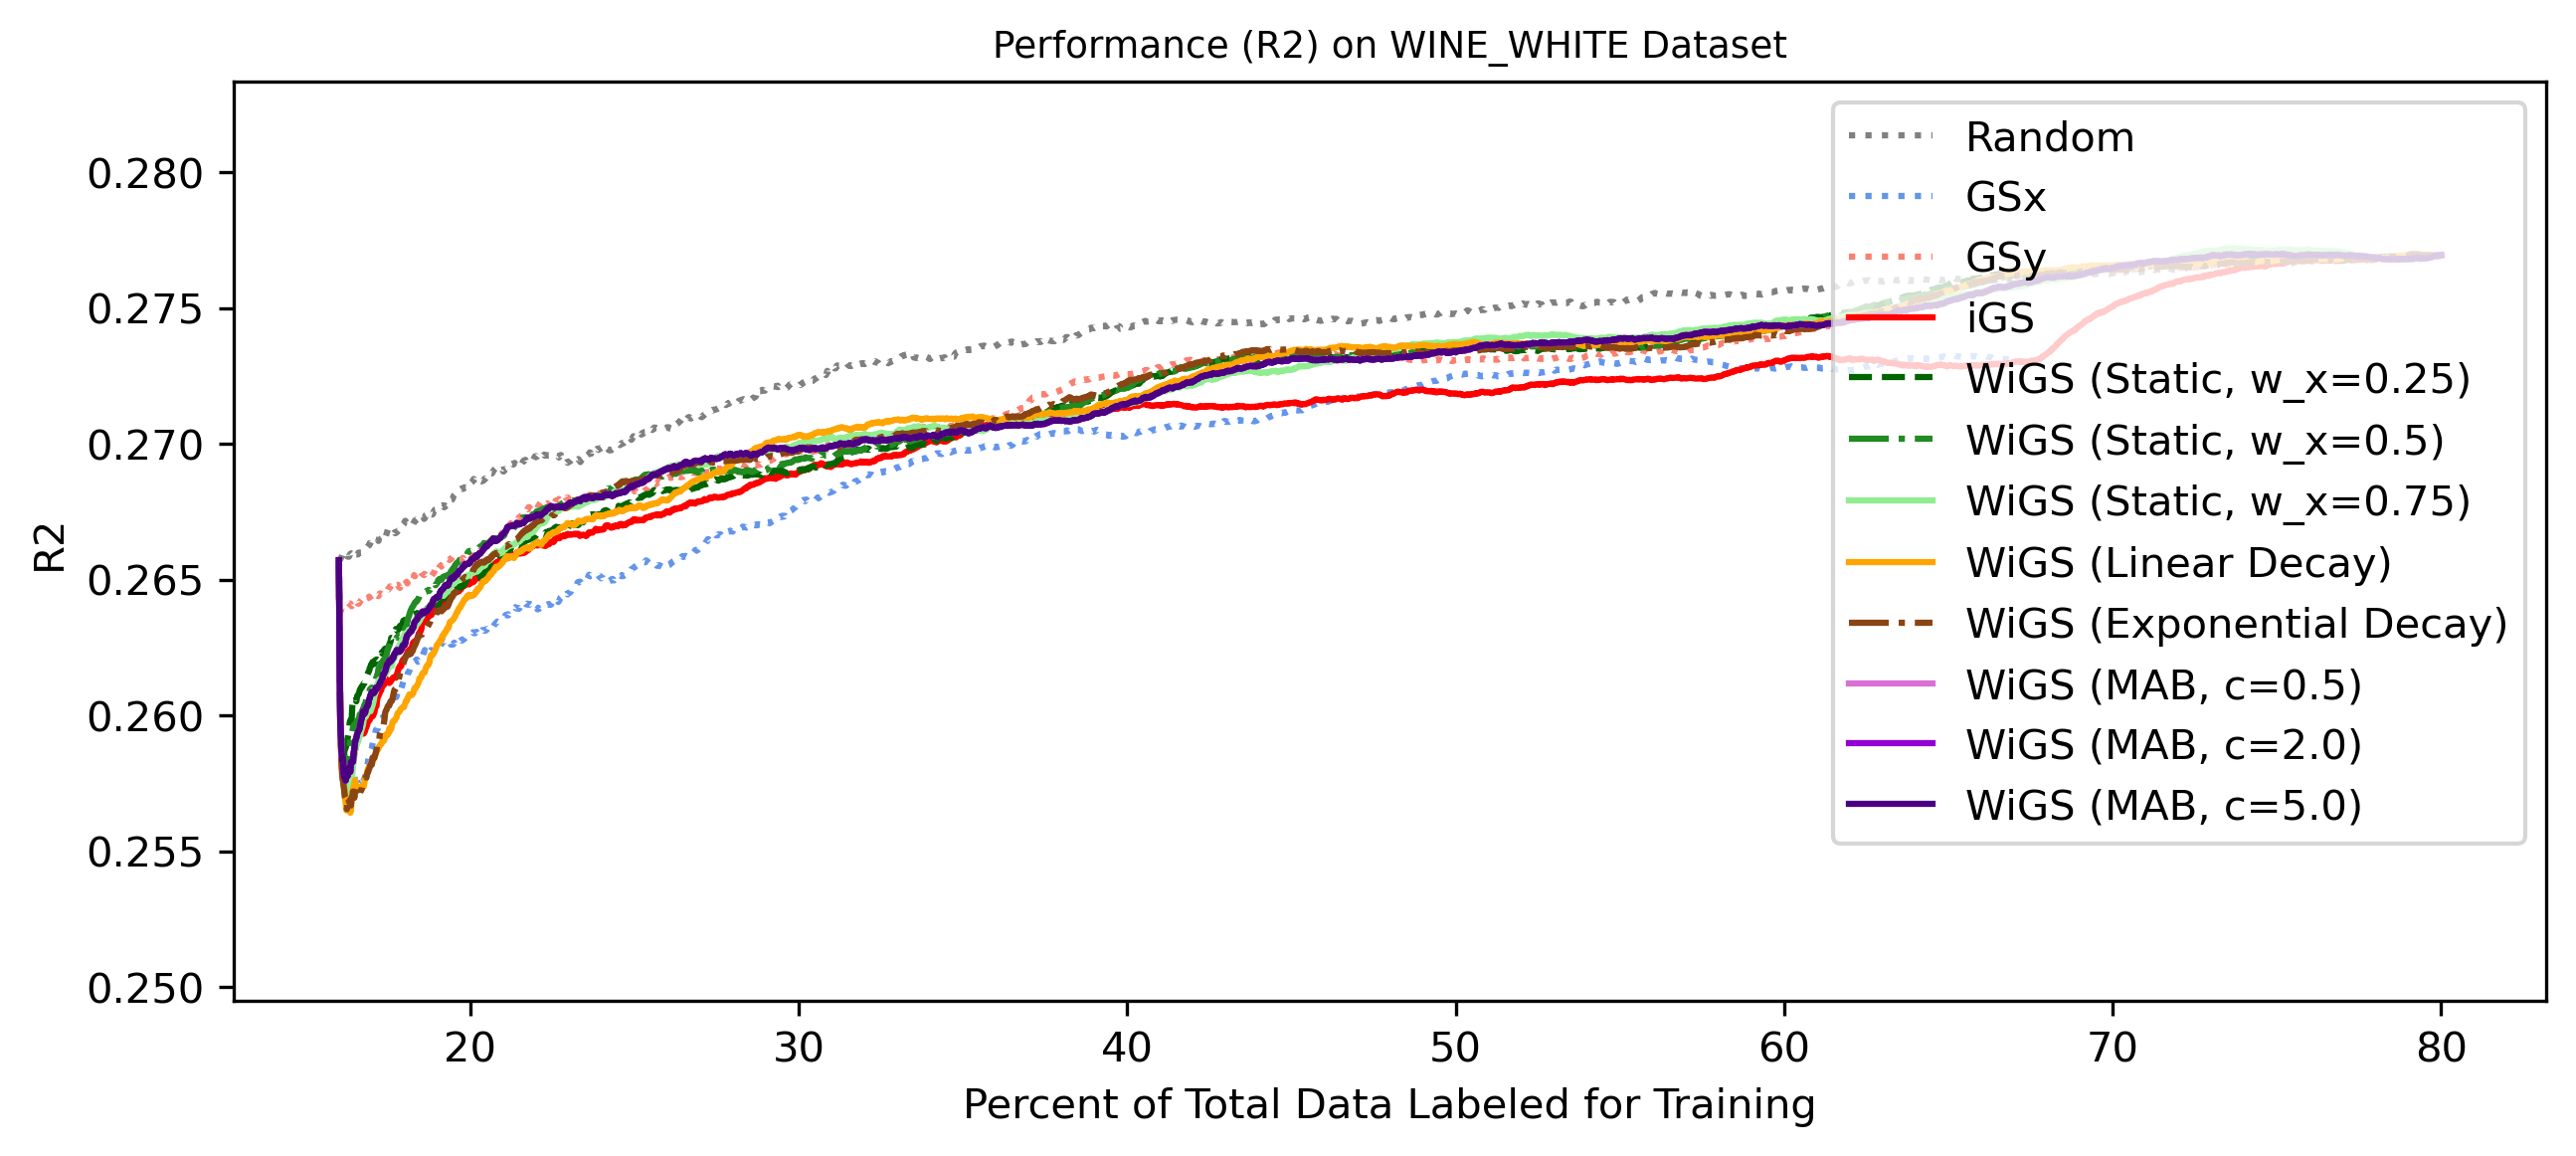 Performance (R2) on WINE_WHITE Dataset
R2
0.280
0.275
0.270
0.265
0.260
0.255
0.250
20
30
40
50
60
70
80
Percent of Total Data Labeled for Training
Random
GSx
GSy
iGS
WiGS (Static, w_x=0.25)
WiGS (Static, w_x=0.5)
WiGS (Static, w_x=0.75)
WiGS (Linear Decay)
WiGS (Exponential Decay)
WiGS (MAB, c=0.5)
WiGS (MAB, c=2.0)
WiGS (MAB, c=5.0)